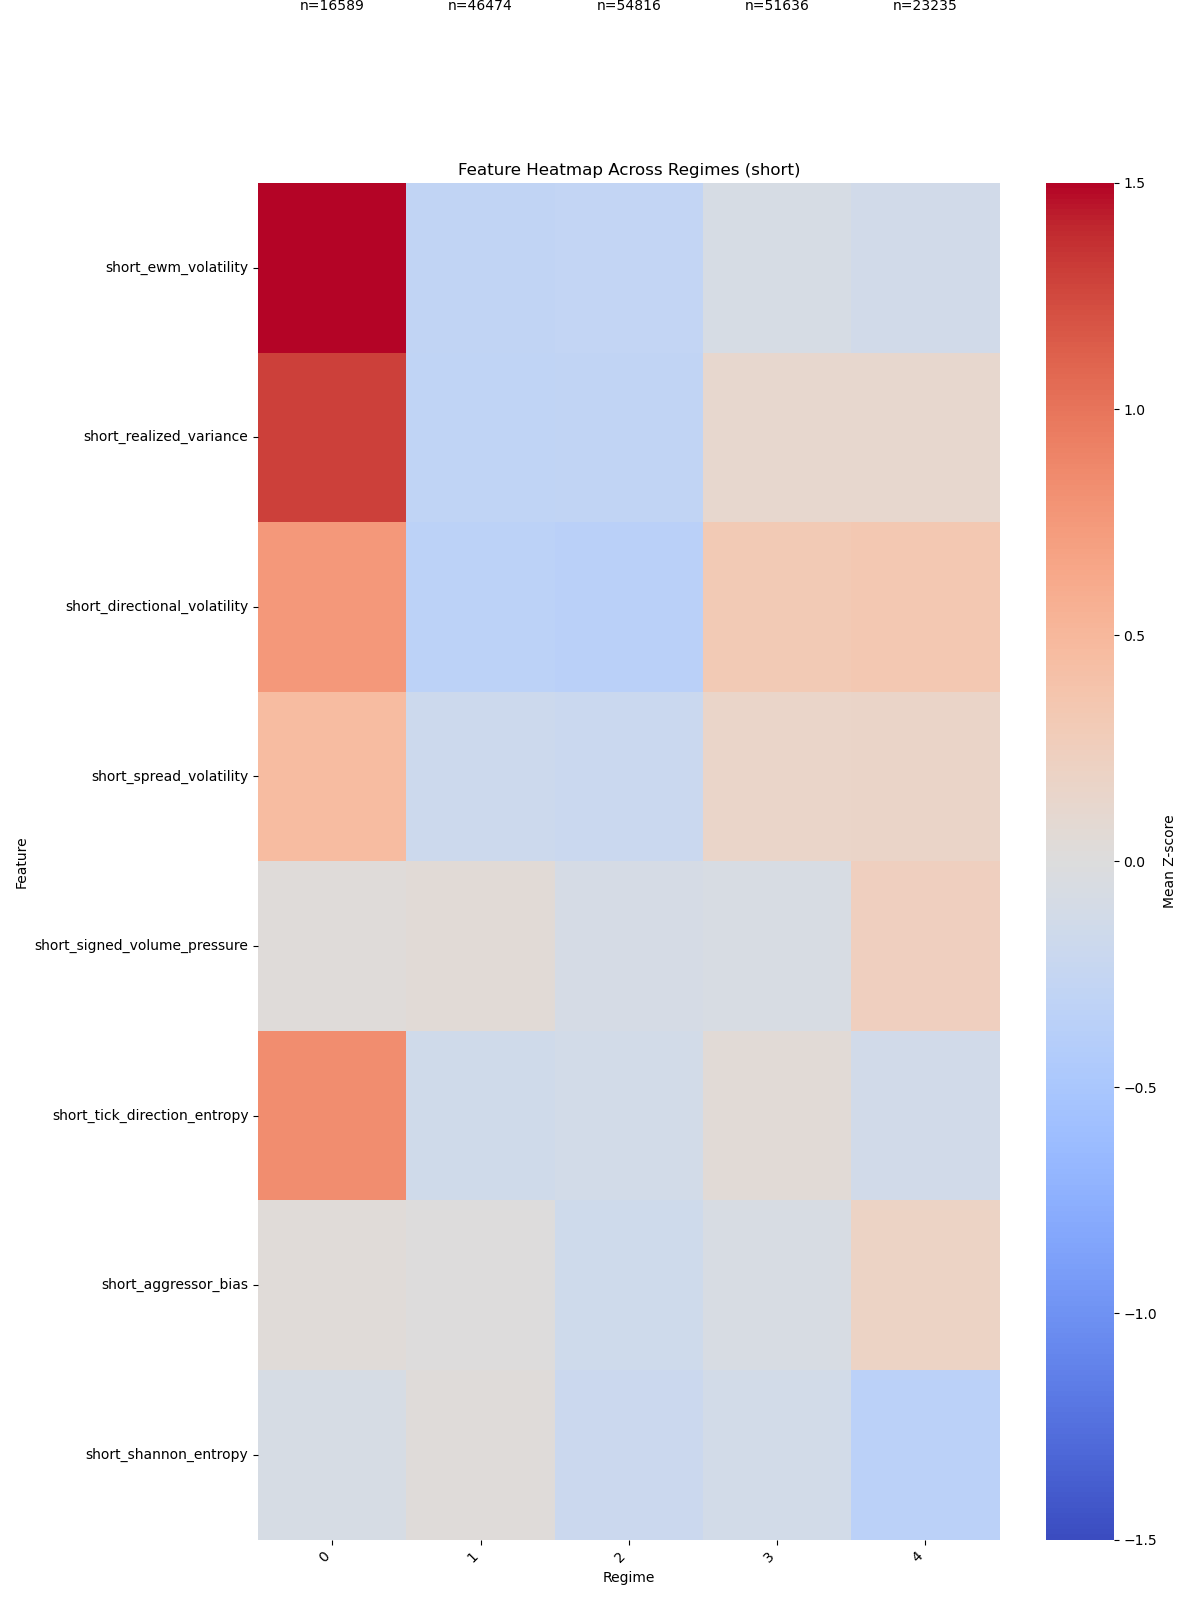 n=16589 n=46474 n=54816 n=51636 n=23235
Feature Heatmap Across Regimes (short)
short_ewm_volatility
short_realized_variance
short_directional_volatility
short_spread_volatility
short_signed_volume_pressure
short_tick_direction_entropy
short_aggressor_bias
short_shannon_entropy
Feature
0 1 2 3 4
Regime
1.5
1.0
0.5
0.0
−0.5
−1.0
−1.5
Mean Z-score